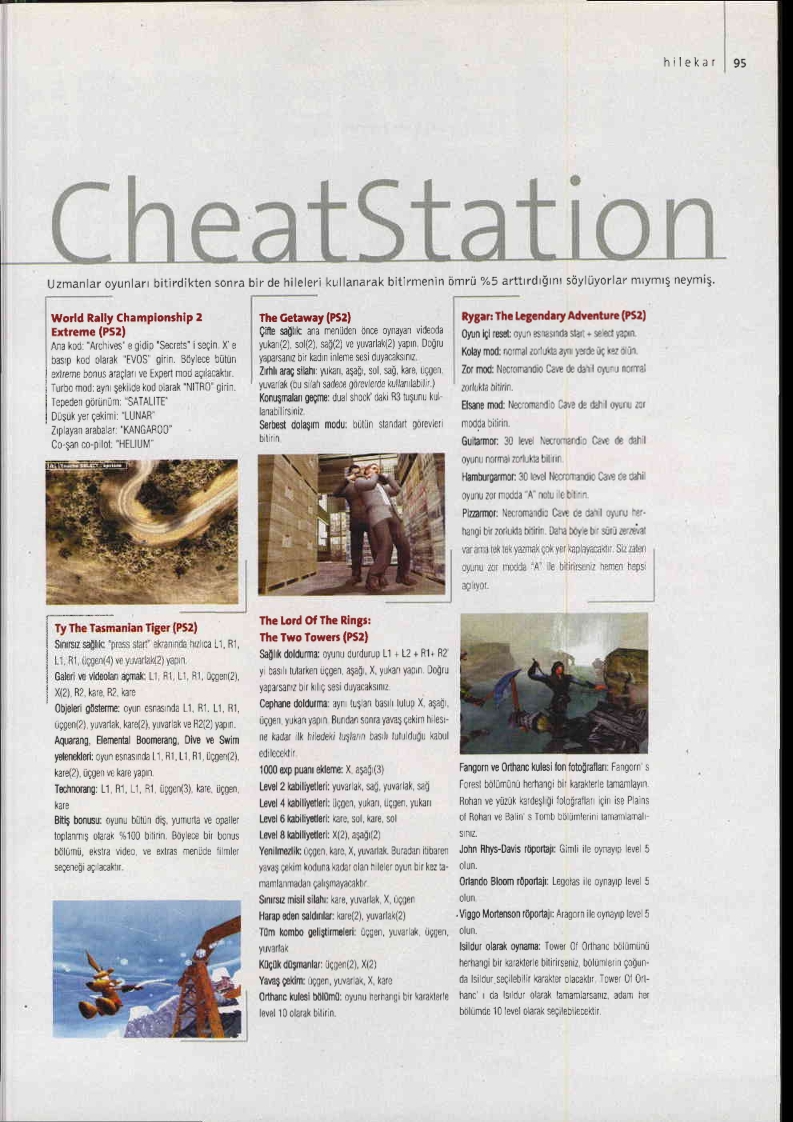 hilekar 95
CheatStation
Uzmanlar oyunları bitirdikten sonra bir de hileleri kullanarak bitirmenin ömrü %5 arttırdığını söylüyorlar mıymış neymiş.
World Rally Championship 2
Extreme (PS2)
Ana kod: "Archives" e gidip "Secrets" i seçin. X' e
basıp kod olarak "EVOS" girin. Böylece bütün
extreme bonus araçları ve Expert mod açılacaktır.
Turbo mod: aynı şekilde kod olarak "NITRO" girin.
Tepeden görünüm: "SATALITE"
Düşük yer çekimi: "LUNAR"
Zıplayan arabalar: "KANGAROO"
Co-şan co-pilot: "HELIUM"
Ty The Tasmanian Tiger (PS2)
Sınırsız sağlık: "press start" ekranında hızlıca L1, R1,
L1, R1, üçgen(4) ve yuvarlak(2) yapın.
Galeri ve videoları açmak: L1, R1, L1, R1, üçgen(2),
X(2), R2, kare, R2, kare
Objeleri gösterme: oyun esnasında L1, R1, L1, R1,
üçgen(2), yuvarlak, kare(2), yuvarlak ve R2(2) yapın.
Aquarang, Elemental Boomerang, Dive ve Swim
yetenekleri: oyun esnasında L1, R1, L1, R1, üçgen(2),
kare(2), üçgen ve kare yapın.
Technorang: L1, R1, L1, R1, üçgen(3), kare, üçgen,
kare
Bitiş bonusu: oyunu bütün diş, yumurta ve opaller
toplanmış olarak %100 bitirin. Böylece bir bonus
bölümü, ekstra video, ve extras menüde filmler
seçeneği açılacaktır.
The Getaway (PS2)
Çifte sağlık: ana menüden önce oynayan videoda
yukarı(2), sol(2), sağ(2) ve yuvarlak(2) yapın. Doğru
yaparsanız bir kadın inleme sesi duyacaksınız.
Zırhlı araç silahı: yukarı, aşağı, sol, sağ, kare, üçgen,
yuvarlak (bu silah sadece görevlerde kullanılabilir.)
Konuşmaları geçme: dual shock' daki R3 tuşunu kul-
lanabilirsiniz.
Serbest dolaşım modu: bütün standart görevleri
bitirin.
The Lord Of The Rings:
The Two Towers (PS2)
Sağlık doldurma: oyunu durdurup L1 + L2 + R1+ R2'
yi basılı tutarken üçgen, aşağı, X, yukarı yapın. Doğru
yaparsanız bir kılıç sesi duyacaksınız.
Cephane doldurma: aynı tuşları basılı tutup X, aşağı,
üçgen, yukarı yapın. Bundan sonra yavaş çekim hilesi-
ne kadar ilk hiledeki tuşların basılı tutulduğu kabul
edilecektir.
1000 exp puanı ekleme: X, aşağı(3)
Level 2 kabiliyetleri: yuvarlak, sağ, yuvarlak, sağ
Level 4 kabiliyetleri: üçgen, yukarı, üçgen, yukarı
Level 6 kabiliyetleri: kare, sol, kare, sol
Level 8 kabiliyetleri: X(2), aşağı(2)
Yenilmezlik: üçgen, kare, X, yuvarlak. Buradan itibaren
yavaş çekim koduna kadar olan hileler oyun bir kez ta-
mamlanmadan çalışmayacaktır.
Sınırsız misil silahı: kare, yuvarlak, X, üçgen
Harap eden saldırılar: kare(2), yuvarlak(2)
Tüm kombo geliştirmeleri: üçgen, yuvarlak, üçgen,
yuvarlak
Küçük düşmanlar: üçgen(2), X(2)
Yavaş çekim: üçgen, yuvarlak, X, kare
Orthanc kulesi bölümü: oyunu herhangi bir karakterle
level 10 olarak bitirin.
Rygar: The Legendary Adventure (PS2)
Oyun içi reset: oyun esnasında start + select yapın.
Kolay mod: normal zorlukta aynı yerde üç kez ölün.
Zor mod: Necromandio Cave de dahil oyunu normal
zorlukta bitirin.
Efsane mod: Necromandio Cave de dahil oyunu zor
modda bitirin.
Guitarmor: 30 level Necromandio Cave de dahil
oyunu normal zorlukta bitirin.
Hamburgarmor: 30 level Necromandio Cave de dahil
oyunu zor modda "A" notu ile bitirin.
Pizzarmor: Necromandio Cave de dahil oyunu her-
hangi bir zorlukta bitirin. Daha böyle bir sürü zerzevat
var ama tek tek yazmak çok yer kaplayacaktır. Siz zaten
oyunu zor modda "A" ile bitirirseniz hemen hepsi
açılıyor.
Fangorn ve Orthanc kulesi fon fotoğrafları: Fangorn' s
Forest bölümünü herhangi bir karakterle tamamlayın.
Rohan ve yüzük kardeşliği fotoğrafları için ise Plains
of Rohan ve Balin' s Tomb bölümlerini tamamlamalı-
sınız.
John Rhys-Davis röportajı: Gimli ile oynayıp level 5
olun.
Orlando Bloom röportajı: Legolas ile oynayıp level 5
olun.
Viggo Mortenson röportajı: Aragorn ile oynayıp level 5
olun.
Isildur olarak oynama: Tower Of Orthanc bölümünü
herhangi bir karakterle bitirirseniz, bölümlerin çoğun-
da Isildur seçilebilir karakter olacaktır. Tower Of Ort-
hanc' ı da Isildur olarak tamamlarsanız, adam her
bölümde 10 level olarak seçilebilecektir.